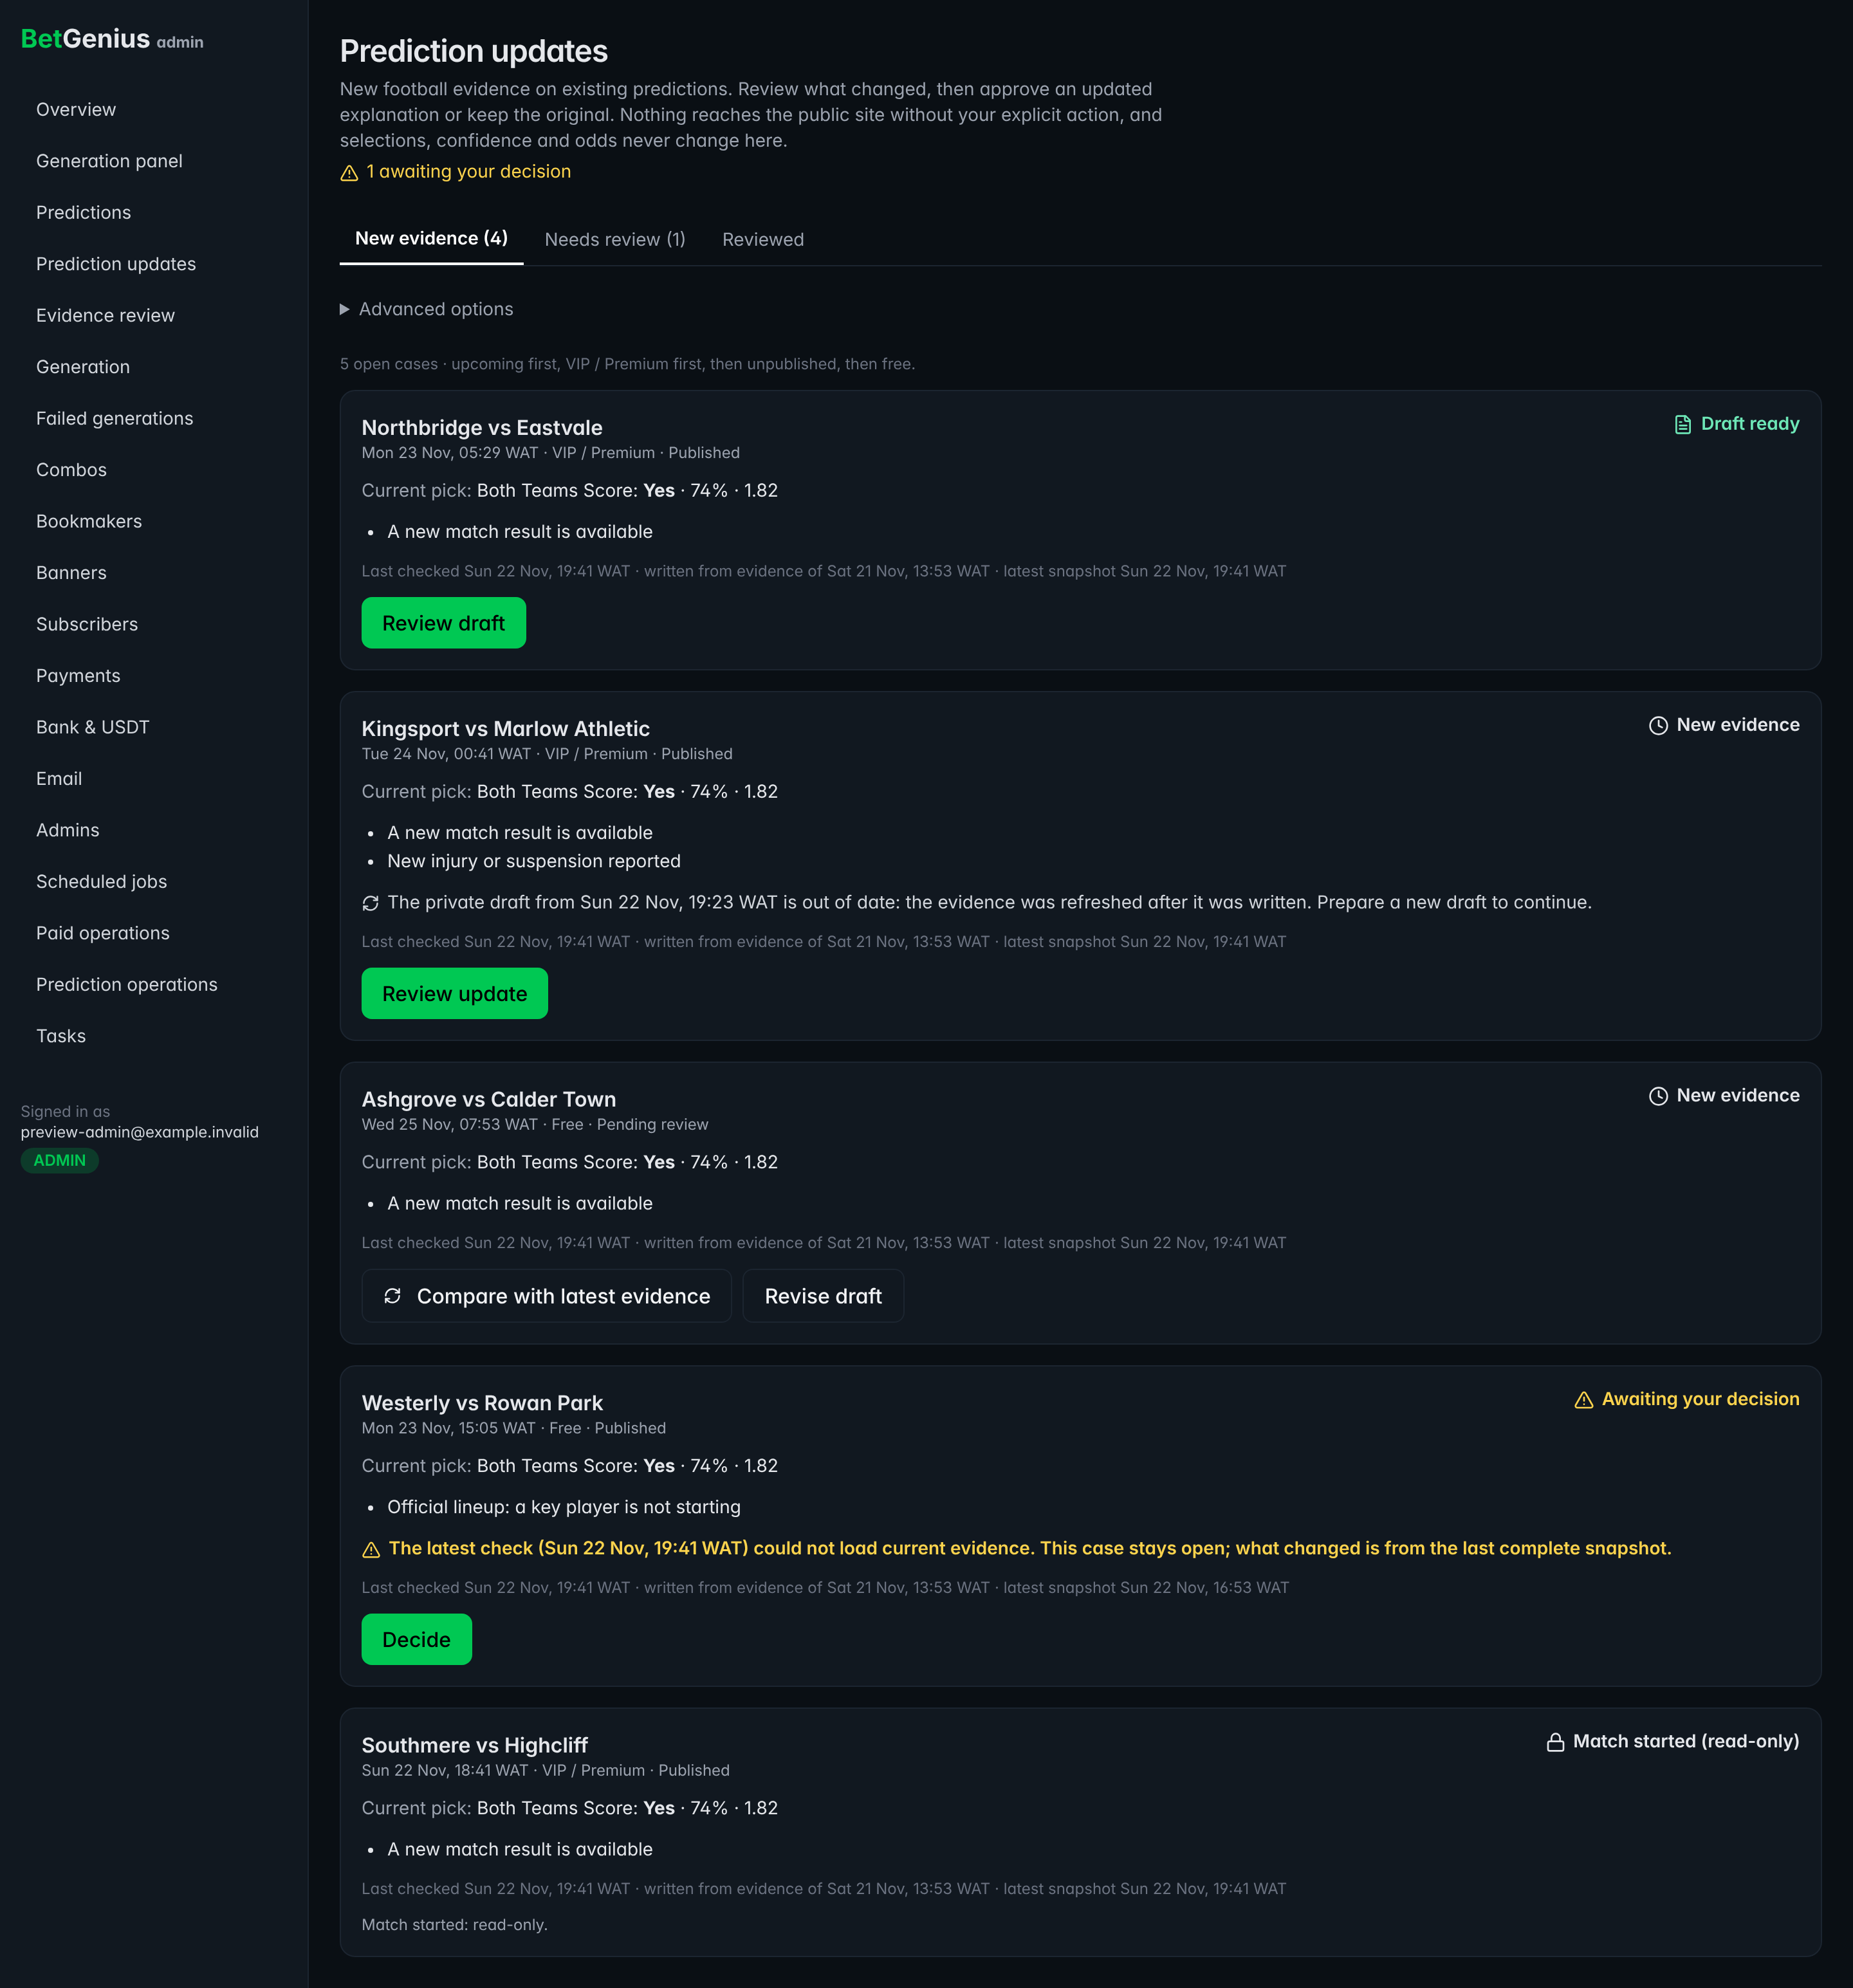 BetGenius admin
Overview
Generation panel
Predictions
Prediction updates
Evidence review
Generation
Failed generations
Combos
Bookmakers
Banners
Subscribers
Payments
Bank & USDT
Email
Admins
Scheduled jobs
Paid operations
Prediction operations
Tasks
Signed in as
preview-admin@example.invalid
ADMIN
Prediction updates
New football evidence on existing predictions. Review what changed, then approve an updated
explanation or keep the original. Nothing reaches the public site without your explicit action, and
selections, confidence and odds never change here.
1 awaiting your decision
New evidence (4) Needs review (1) Reviewed
Advanced options
5 open cases · upcoming first, VIP / Premium first, then unpublished, then free.
Northbridge vs Eastvale
Draft ready
Mon 23 Nov, 05:29 WAT · VIP / Premium · Published
Current pick: Both Teams Score: Yes · 74% · 1.82
• A new match result is available
Last checked Sun 22 Nov, 19:41 WAT · written from evidence of Sat 21 Nov, 13:53 WAT · latest snapshot Sun 22 Nov, 19:41 WAT
Review draft
Kingsport vs Marlow Athletic
New evidence
Tue 24 Nov, 00:41 WAT · VIP / Premium · Published
Current pick: Both Teams Score: Yes · 74% · 1.82
• A new match result is available
• New injury or suspension reported
The private draft from Sun 22 Nov, 19:23 WAT is out of date: the evidence was refreshed after it was written. Prepare a new draft to continue.
Last checked Sun 22 Nov, 19:41 WAT · written from evidence of Sat 21 Nov, 13:53 WAT · latest snapshot Sun 22 Nov, 19:41 WAT
Review update
Ashgrove vs Calder Town
New evidence
Wed 25 Nov, 07:53 WAT · Free · Pending review
Current pick: Both Teams Score: Yes · 74% · 1.82
• A new match result is available
Last checked Sun 22 Nov, 19:41 WAT · written from evidence of Sat 21 Nov, 13:53 WAT · latest snapshot Sun 22 Nov, 19:41 WAT
Compare with latest evidence Revise draft
Westerly vs Rowan Park
Awaiting your decision
Mon 23 Nov, 15:05 WAT · Free · Published
Current pick: Both Teams Score: Yes · 74% · 1.82
• Official lineup: a key player is not starting
The latest check (Sun 22 Nov, 19:41 WAT) could not load current evidence. This case stays open; what changed is from the last complete snapshot.
Last checked Sun 22 Nov, 19:41 WAT · written from evidence of Sat 21 Nov, 13:53 WAT · latest snapshot Sun 22 Nov, 16:53 WAT
Decide
Southmere vs Highcliff
Match started (read-only)
Sun 22 Nov, 18:41 WAT · VIP / Premium · Published
Current pick: Both Teams Score: Yes · 74% · 1.82
• A new match result is available
Last checked Sun 22 Nov, 19:41 WAT · written from evidence of Sat 21 Nov, 13:53 WAT · latest snapshot Sun 22 Nov, 19:41 WAT
Match started: read-only.